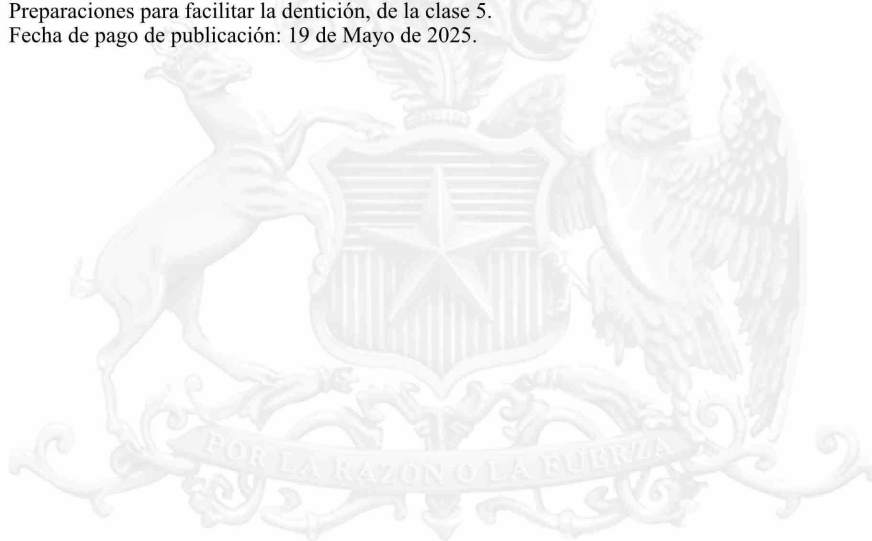 Preparaciones para facilitar la dentición, de la clase 5.
Fecha de pago de publicación: 19 de Mayo de 2025.
POR LA RAZON O LA FUERZA